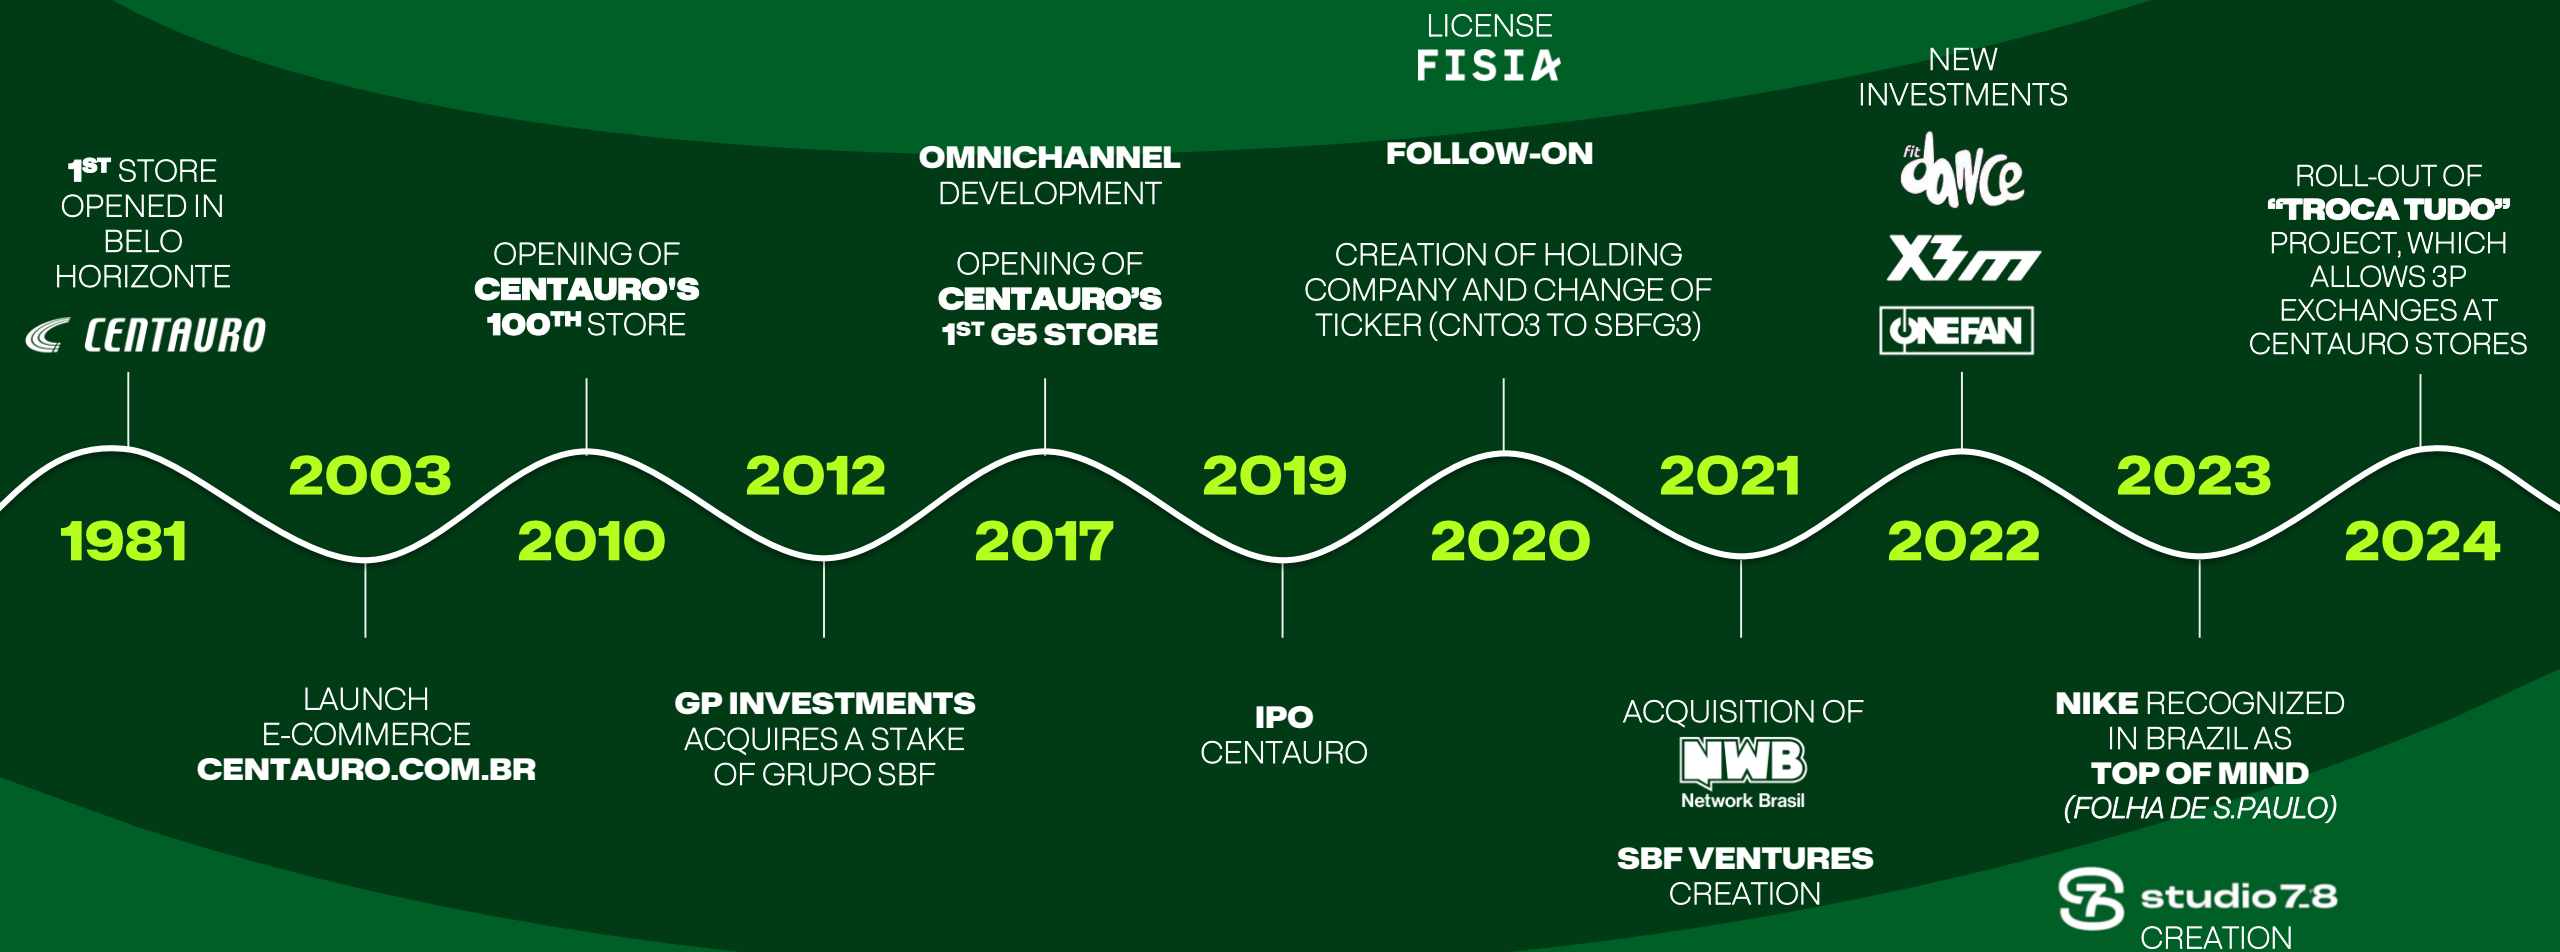 1ST STORE
OPENED IN
BELO
HORIZONTE
CENTAURO
1981
2003
LAUNCH
E-COMMERCE
CENTAURO.COM.BR
OPENING OF
CENTAURO'S
100TH STORE
2010
2012
GP INVESTMENTS
ACQUIRES A STAKE
OF GRUPO SBF
OMNICHANNEL
DEVELOPMENT
OPENING OF
CENTAURO’S
1ST G5 STORE
2017
2019
IPO
CENTAURO
LICENSE
FISIA
FOLLOW-ON
CREATION OF HOLDING
COMPANY AND CHANGE OF
TICKER (CNTO3 TO SBFG3)
2020
2021
ACQUISITION OF
NWB
Network Brasil
SBF VENTURES
CREATION
NEW
INVESTMENTS
fit
dance
X3m
ONEFAN
2022
2023
NIKE RECOGNIZED
IN BRAZIL AS
TOP OF MIND
(FOLHA DE S.PAULO)
studio 7_8
CREATION
ROLL-OUT OF
“TROCA TUDO”
PROJECT, WHICH
ALLOWS 3P
EXCHANGES AT
CENTAURO STORES
2024